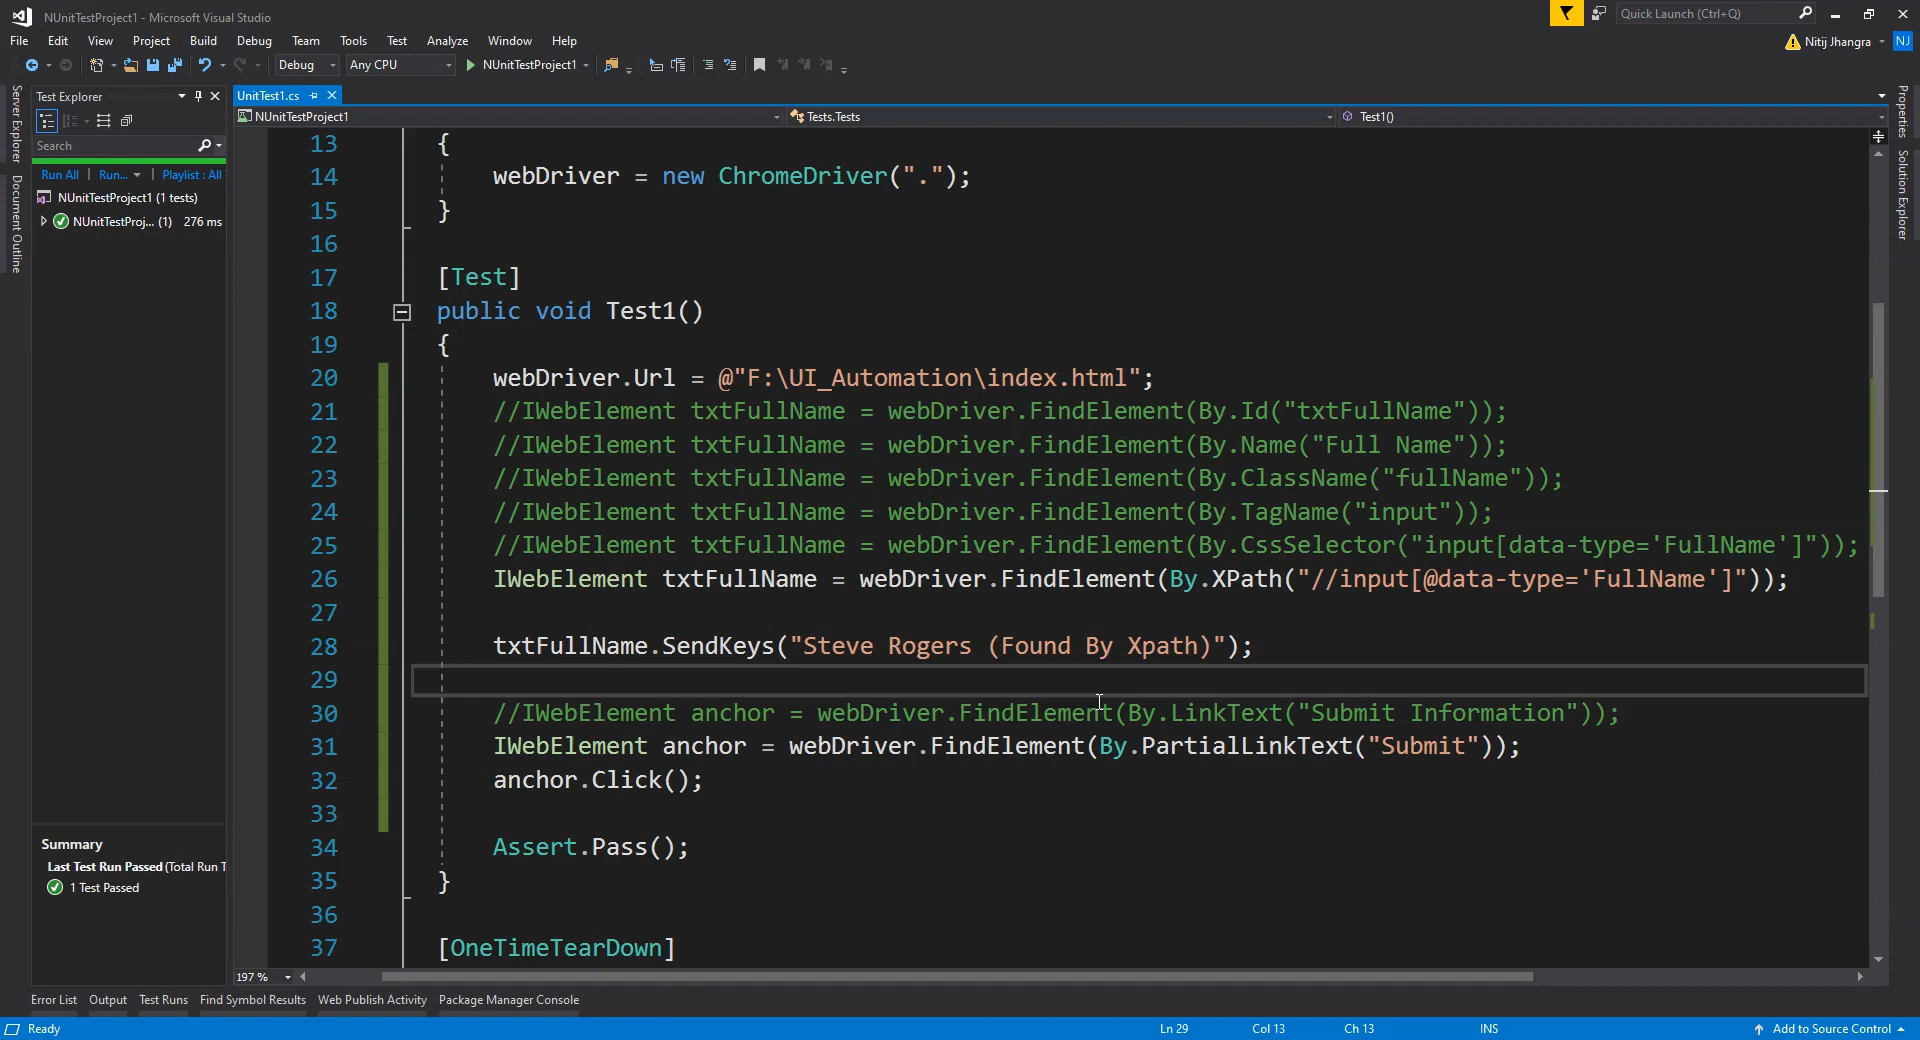 NUnitTestProject1 - Microsoft Visual Studio
Quick Launch (Ctrl+Q)
File Edit View Project Build Debug Team Tools Test Analyze Window Help
Nitij Jhangra NJ
Debug Any CPU NUnitTestProject1
Server Explorer
Document Outline
Test Explorer
Search
Run All | Run... | Playlist : All
NUnitTestProject1 (1 tests)
NUnitTestProj... (1) 276 ms
Summary
Last Test Run Passed (Total Run T
1 Test Passed
UnitTest1.cs
NUnitTestProject1 Tests.Tests Test1()
13 {
14 webDriver = new ChromeDriver(".");
15 }
16
17 [Test]
18 public void Test1()
19 {
20 webDriver.Url = @"F:\UI_Automation\index.html";
21 //IWebElement txtFullName = webDriver.FindElement(By.Id("txtFullName"));
22 //IWebElement txtFullName = webDriver.FindElement(By.Name("Full Name"));
23 //IWebElement txtFullName = webDriver.FindElement(By.ClassName("fullName"));
24 //IWebElement txtFullName = webDriver.FindElement(By.TagName("input"));
25 //IWebElement txtFullName = webDriver.FindElement(By.CssSelector("input[data-type='FullName']"));
26 IWebElement txtFullName = webDriver.FindElement(By.XPath("//input[@data-type='FullName']"));
27
28 txtFullName.SendKeys("Steve Rogers (Found By Xpath)");
29
30 //IWebElement anchor = webDriver.FindElement(By.LinkText("Submit Information"));
31 IWebElement anchor = webDriver.FindElement(By.PartialLinkText("Submit"));
32 anchor.Click();
33
34 Assert.Pass();
35 }
36
37 [OneTimeTearDown]
197 %
Properties
Solution Explorer
Error List Output Test Runs Find Symbol Results Web Publish Activity Package Manager Console
Ready Ln 29 Col 13 Ch 13 INS Add to Source Control